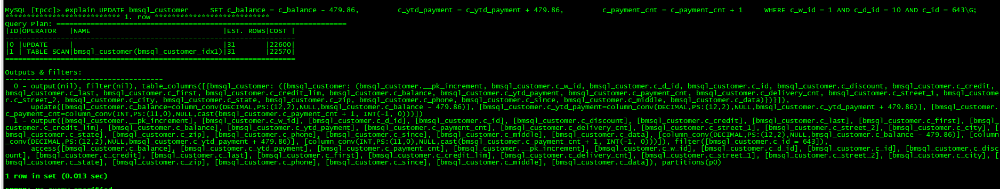 MySQL [tpcc]> explain UPDATE bmsql_customer     SET c_balance = c_balance - 479.86,         c_ytd_payment = c_ytd_payment + 479.86,         c_payment_cnt = c_payment_cnt + 1     WHERE c_w_id = 1 AND c_d_id = 10 AND c_id = 643\G;
*************************** 1. row ***************************
Query Plan: ====================================================================
|ID|OPERATOR   |NAME                               |EST. ROWS|COST |
--------------------------------------------------------------------
|0 |UPDATE     |                                   |31       |22600|
|1 | TABLE SCAN|bmsql_customer(bmsql_customer_idx1)|31       |22570|
====================================================================
Outputs & filters:
-------------------------------------
  0 - output(nil), filter(nil), table_columns([{bmsql_customer: ({bmsql_customer: (bmsql_customer.__pk_increment, bmsql_customer.c_w_id, bmsql_customer.c_d_id, bmsql_customer.c_id, bmsql_customer.c_discount, bmsql_customer.c_credit,
bmsql_customer.c_last, bmsql_customer.c_first, bmsql_customer.c_credit_lim, bmsql_customer.c_balance, bmsql_customer.c_ytd_payment, bmsql_customer.c_payment_cnt, bmsql_customer.c_delivery_cnt, bmsql_customer.c_street_1, bmsql_custome
r.c_street_2, bmsql_customer.c_city, bmsql_customer.c_state, bmsql_customer.c_zip, bmsql_customer.c_phone, bmsql_customer.c_since, bmsql_customer.c_middle, bmsql_customer.c_data)})}]),
      update([bmsql_customer.c_balance=column_conv(DECIMAL,PS:(12,2),NULL,bmsql_customer.c_balance - 479.86)], [bmsql_customer.c_ytd_payment=column_conv(DECIMAL,PS:(12,2),NULL,bmsql_customer.c_ytd_payment + 479.86)], [bmsql_customer.
c_payment_cnt=column_conv(INT,PS:(11,0),NULL,cast(bmsql_customer.c_payment_cnt + 1, INT(-1, 0)))])
  1 - output([bmsql_customer.__pk_increment], [bmsql_customer.c_w_id], [bmsql_customer.c_d_id], [bmsql_customer.c_id], [bmsql_customer.c_discount], [bmsql_customer.c_credit], [bmsql_customer.c_last], [bmsql_customer.c_first], [bmsql_
customer.c_credit_lim], [bmsql_customer.c_balance], [bmsql_customer.c_ytd_payment], [bmsql_customer.c_payment_cnt], [bmsql_customer.c_delivery_cnt], [bmsql_customer.c_street_1], [bmsql_customer.c_street_2], [bmsql_customer.c_city], [
bmsql_customer.c_state], [bmsql_customer.c_zip], [bmsql_customer.c_phone], [bmsql_customer.c_since], [bmsql_customer.c_middle], [bmsql_customer.c_data], [column_conv(DECIMAL,PS:(12,2),NULL,bmsql_customer.c_balance - 479.86)], [column
_conv(DECIMAL,PS:(12,2),NULL,bmsql_customer.c_ytd_payment + 479.86)], [column_conv(INT,PS:(11,0),NULL,cast(bmsql_customer.c_payment_cnt + 1, INT(-1, 0)))]), filter([bmsql_customer.c_id = 643]),
      access([bmsql_customer.c_balance], [bmsql_customer.c_ytd_payment], [bmsql_customer.c_payment_cnt], [bmsql_customer.__pk_increment], [bmsql_customer.c_w_id], [bmsql_customer.c_d_id], [bmsql_customer.c_id], [bmsql_customer.c_disc
ount], [bmsql_customer.c_credit], [bmsql_customer.c_last], [bmsql_customer.c_first], [bmsql_customer.c_credit_lim], [bmsql_customer.c_delivery_cnt], [bmsql_customer.c_street_1], [bmsql_customer.c_street_2], [bmsql_customer.c_city], [
bmsql_customer.c_state], [bmsql_customer.c_zip], [bmsql_customer.c_phone], [bmsql_customer.c_since], [bmsql_customer.c_middle], [bmsql_customer.c_data]), partitions(p0)
1 row in set (0.013 sec)
ERROR: No query specified